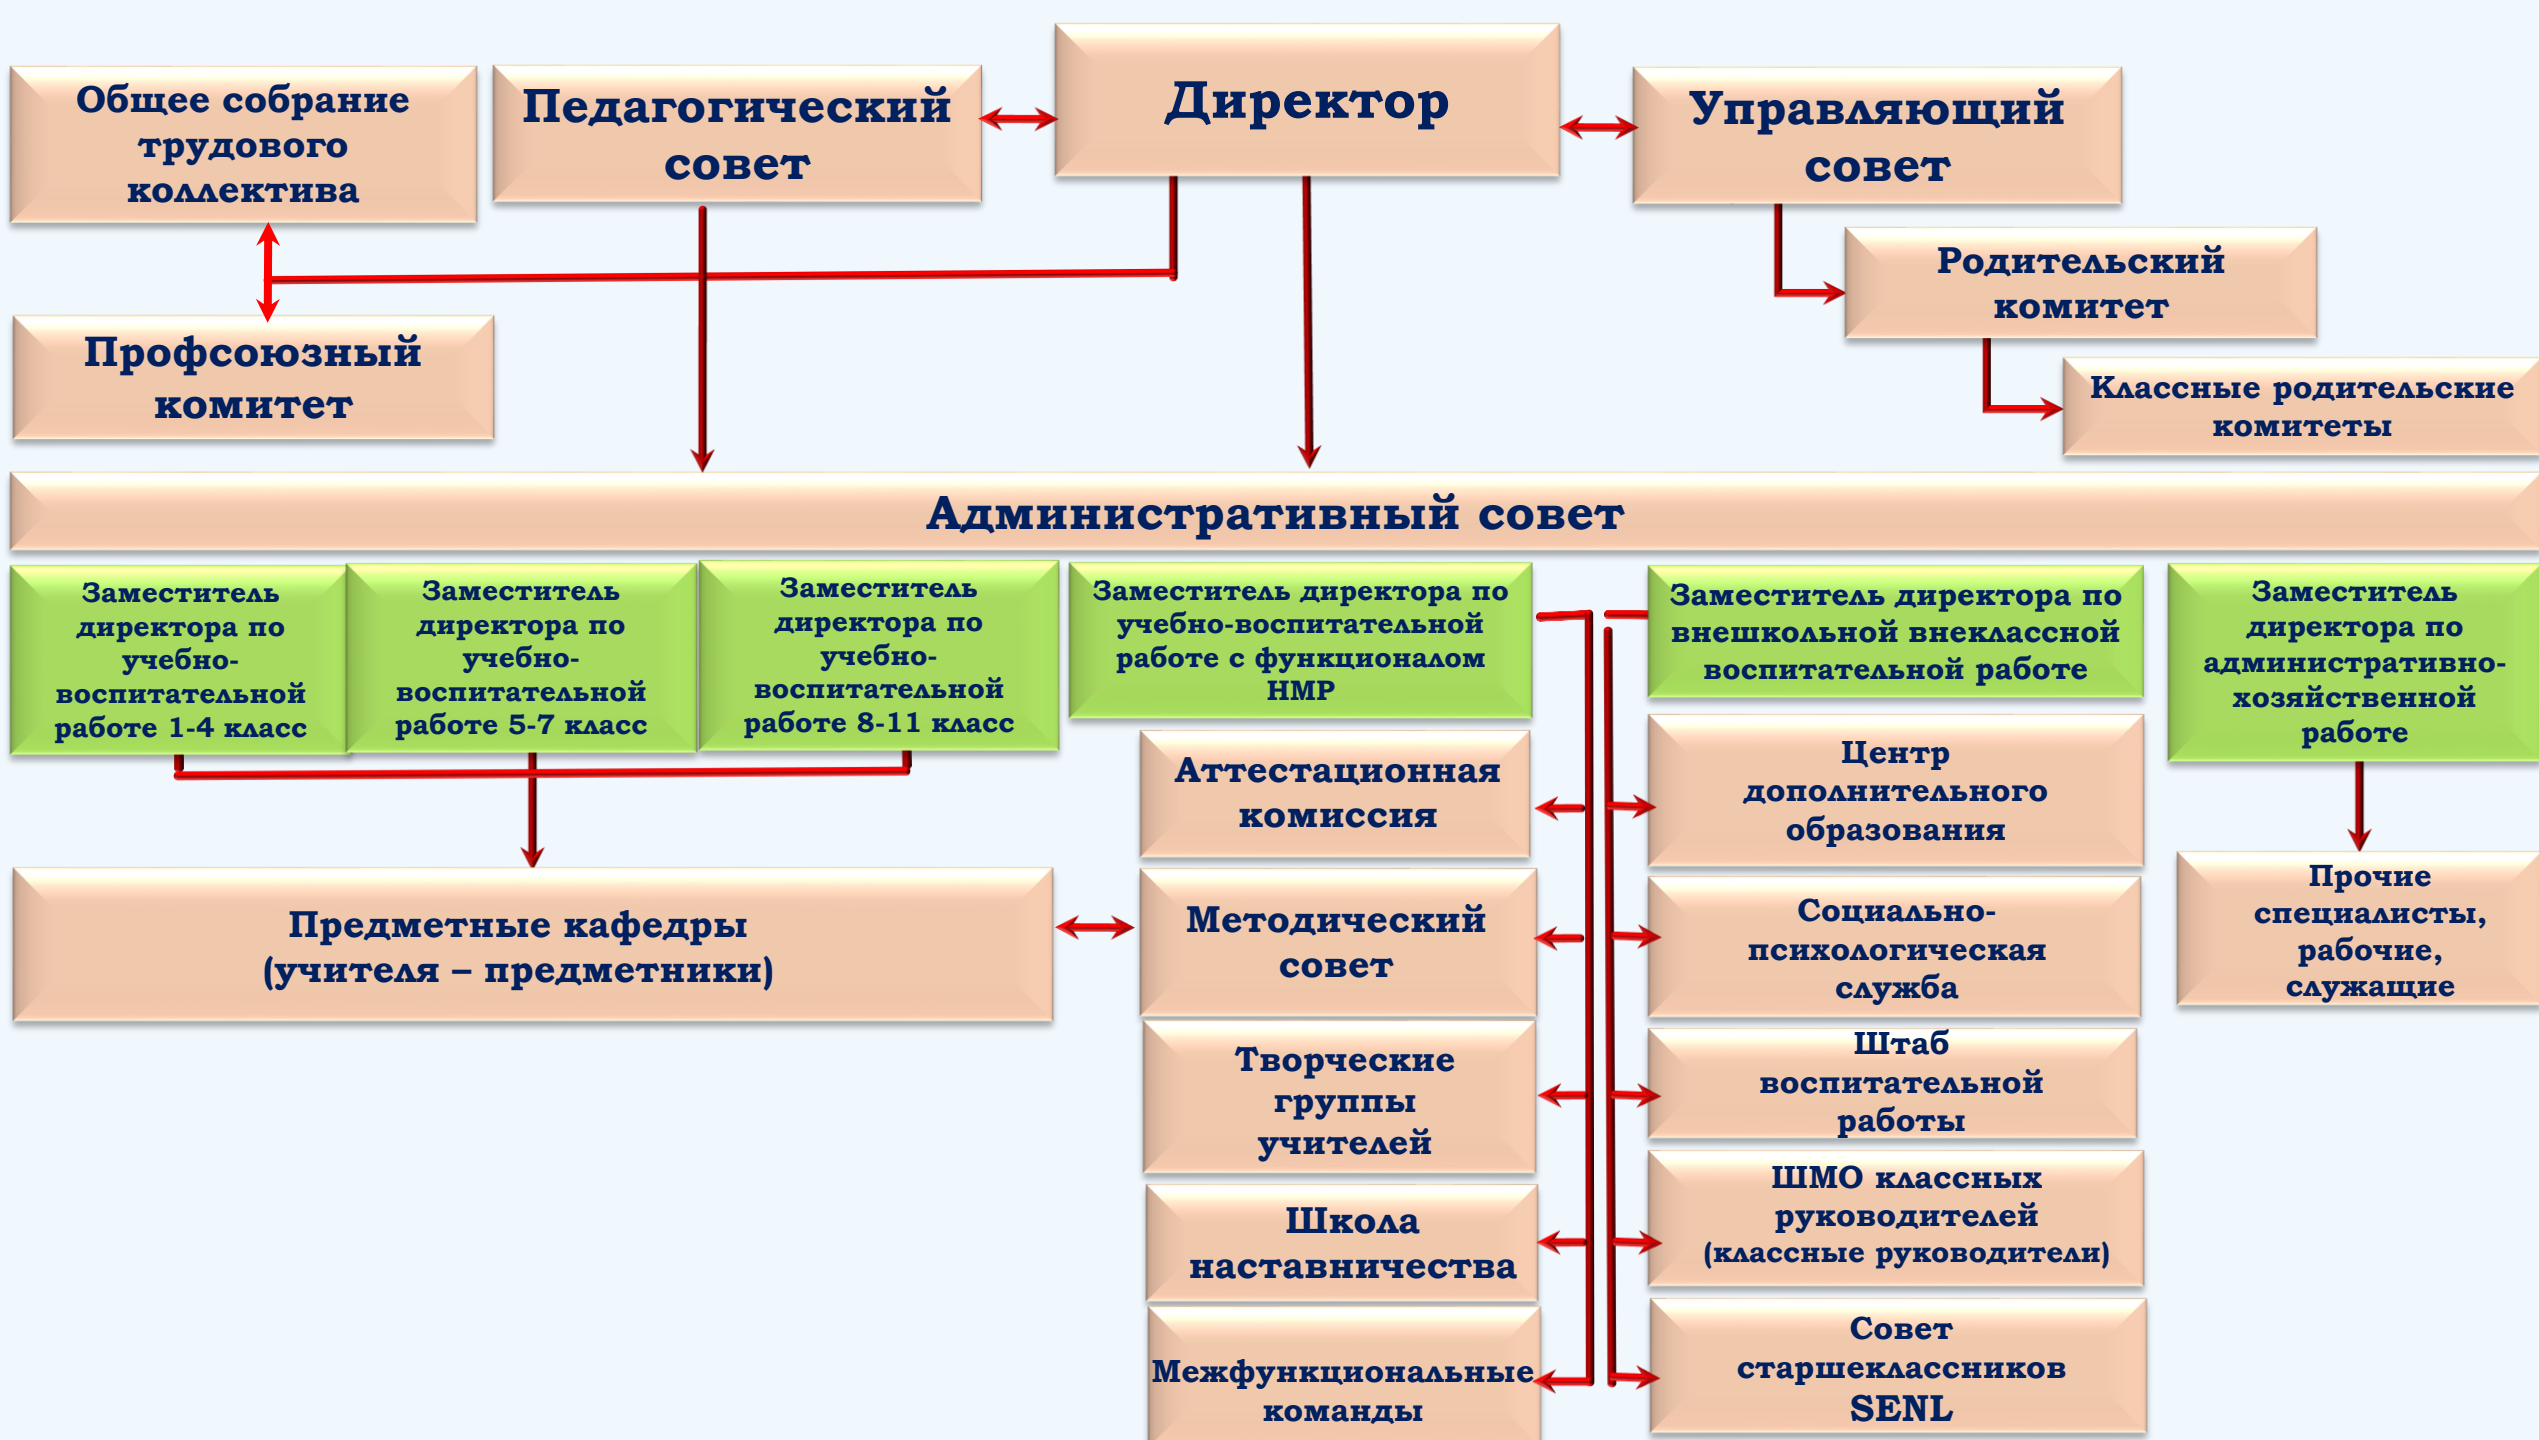 Общее собрание
трудового
коллектива
Педагогический
совет
Директор
Управляющий
совет
Родительский
комитет
Профсоюзный
комитет
Классные родительские
комитеты
Административный совет
Заместитель
директора по
учебно-
воспитательной
работе 1-4 класс
Заместитель
директора по
учебно-
воспитательной
работе 5-7 класс
Заместитель
директора по
учебно-
воспитательной
работе 8-11 класс
Заместитель директора по
учебно-воспитательной
работе с функционалом
НМР
Заместитель директора по
внешкольной внеклассной
воспитательной работе
Заместитель
директора по
административно-
хозяйственной
работе
Аттестационная
комиссия
Центр
дополнительного
образования
Предметные кафедры
(учителя – предметники)
Методический
совет
Социально-
психологическая
служба
Прочие
специалисты,
рабочие,
служащие
Творческие
группы
учителей
Штаб
воспитательной
работы
Школа
наставничества
ШМО классных
руководителей
(классные руководители)
Межфункциональные
команды
Совет
старшеклассников
SENL